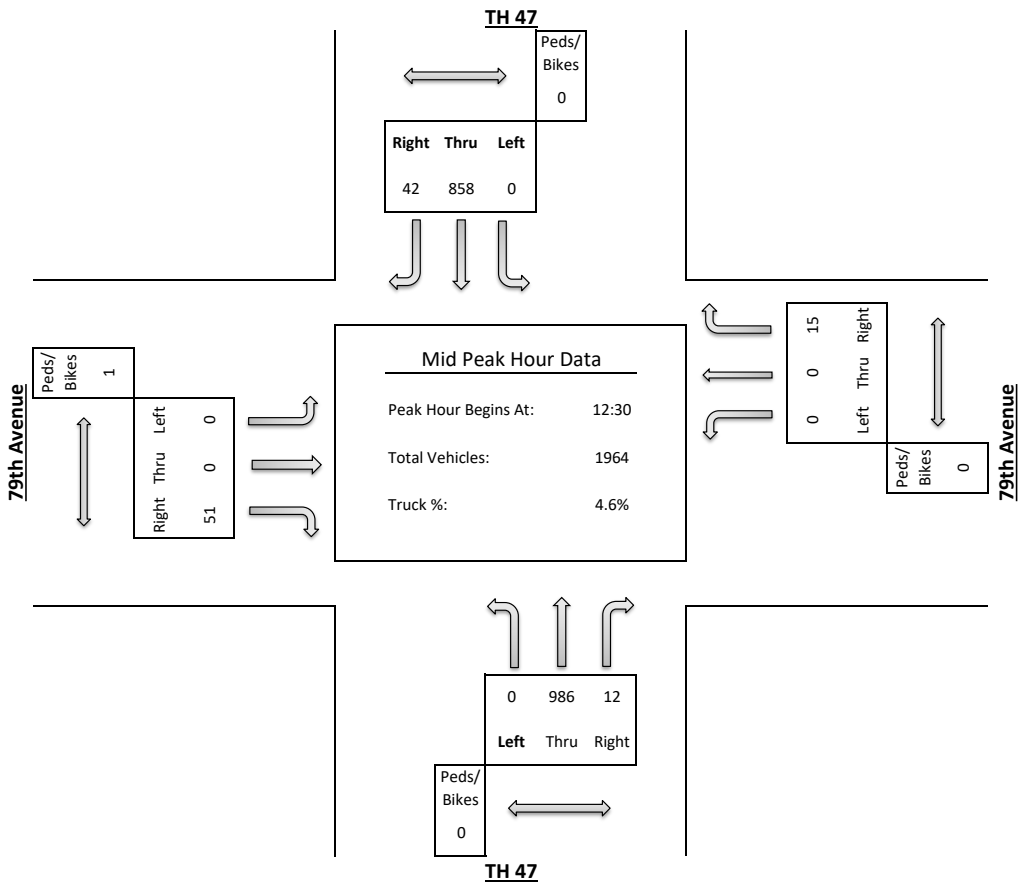 TH 47
Peds/
Bikes
0
Right Thru Left
42 858 0
79th Avenue
Peds/
Bikes
1
Left
0
Thru
0
Right
51
Mid Peak Hour Data
Peak Hour Begins At: 12:30
Total Vehicles: 1964
Truck %: 4.6%
15
Right
0
Thru
0
Left
Peds/
Bikes
0
79th Avenue
0 986 12
Left Thru Right
Peds/
Bikes
0
TH 47